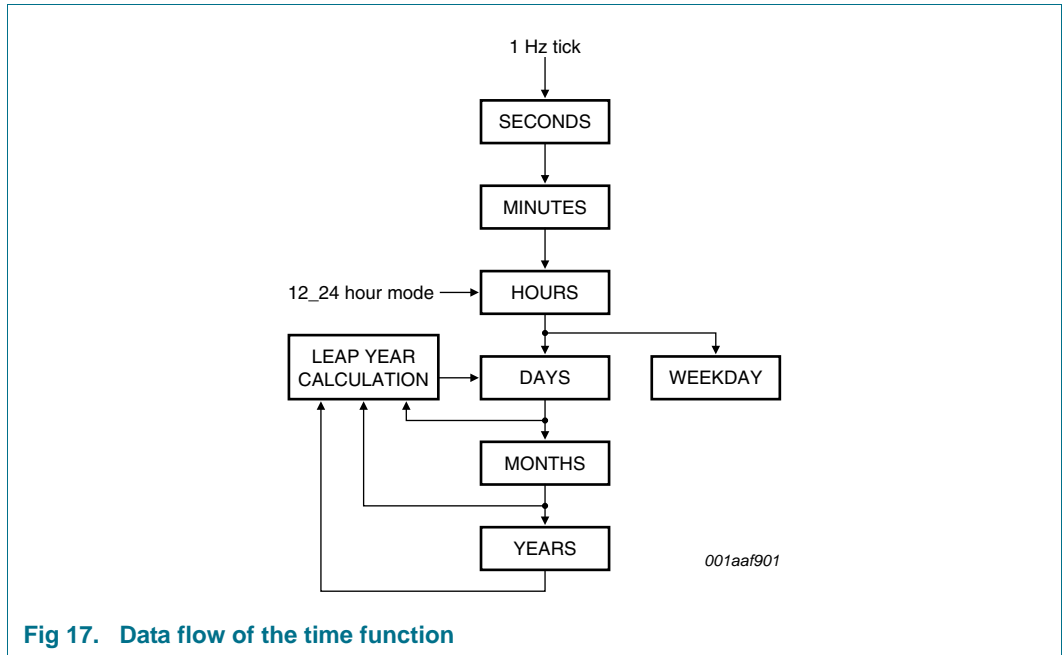 1 Hz tick
SECONDS
MINUTES
12_24 hour mode
HOURS
LEAP YEAR
CALCULATION
DAYS
WEEKDAY
MONTHS
YEARS
001aaf901
Fig 17. Data flow of the time function